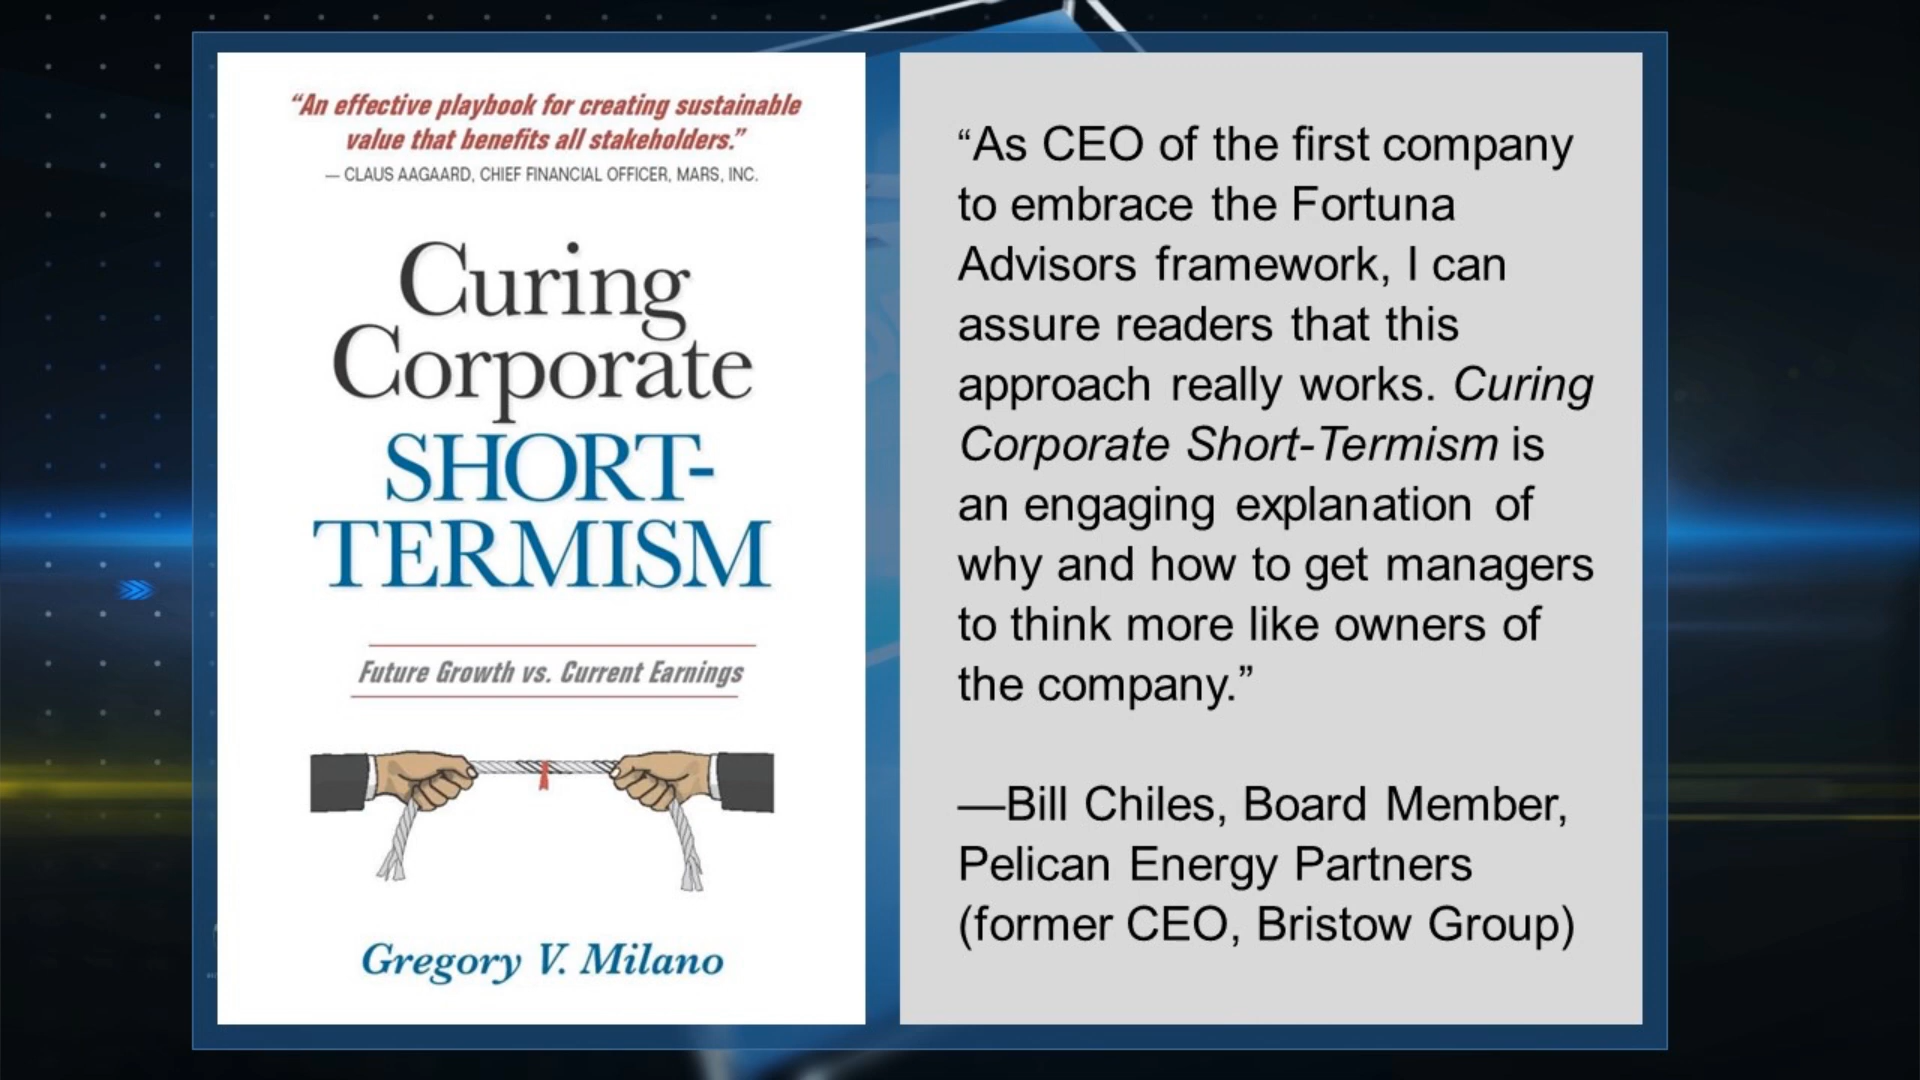 “An effective playbook for creating sustainable
value that benefits all stakeholders.”
— CLAUS AAGAARD, CHIEF FINANCIAL OFFICER, MARS, INC.
Curing
Corporate
SHORT-
TERMISM
Future Growth vs. Current Earnings
Gregory V. Milano
“As CEO of the first company
to embrace the Fortuna
Advisors framework, I can
assure readers that this
approach really works. Curing
Corporate Short-Termism is
an engaging explanation of
why and how to get managers
to think more like owners of
the company.”
—Bill Chiles, Board Member,
Pelican Energy Partners
(former CEO, Bristow Group)